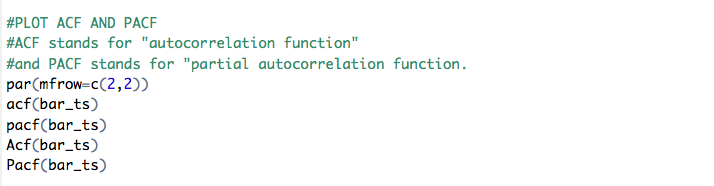 #PLOT ACF AND PACF
#ACF stands for "autocorrelation function"
#and PACF stands for "partial autocorrelation function.
par(mfrow=c(2,2))
acf(bar_ts)
pacf(bar_ts)
Acf(bar_ts)
Pacf(bar_ts)